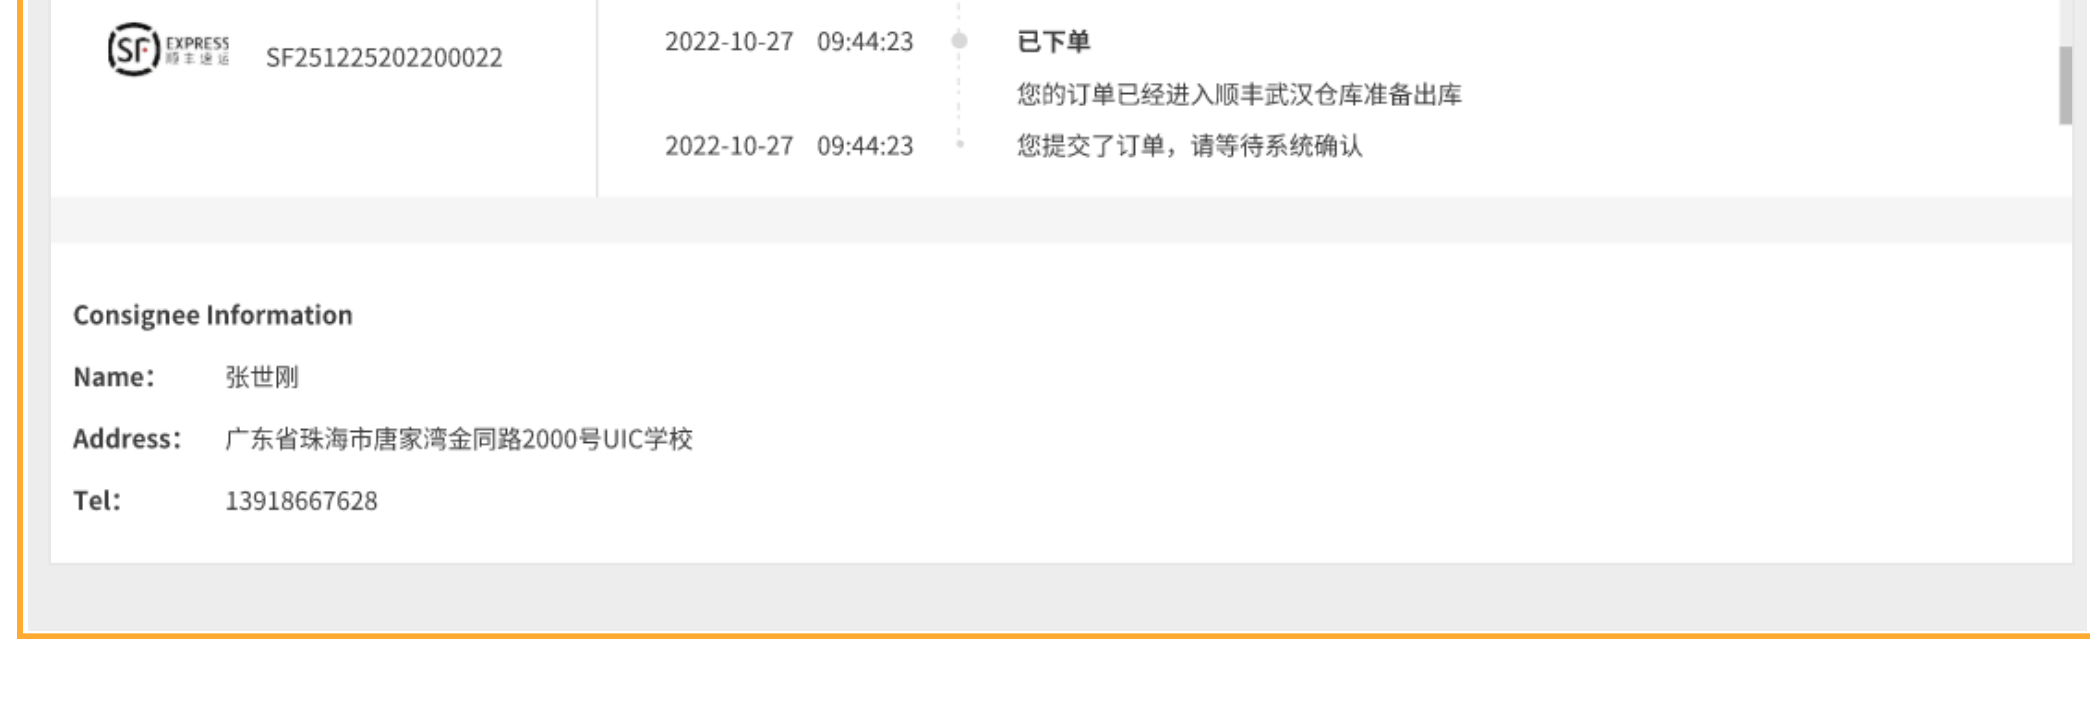 SF EXPRESS
顺丰速运
SF251225202200022
2022-10-27 09:44:23 已下单
您的订单已经进入顺丰武汉仓库准备出库
2022-10-27 09:44:23 您提交了订单，请等待系统确认
Consignee Information
Name： 张世刚
Address： 广东省珠海市唐家湾金同路2000号UIC学校
Tel： 13918667628